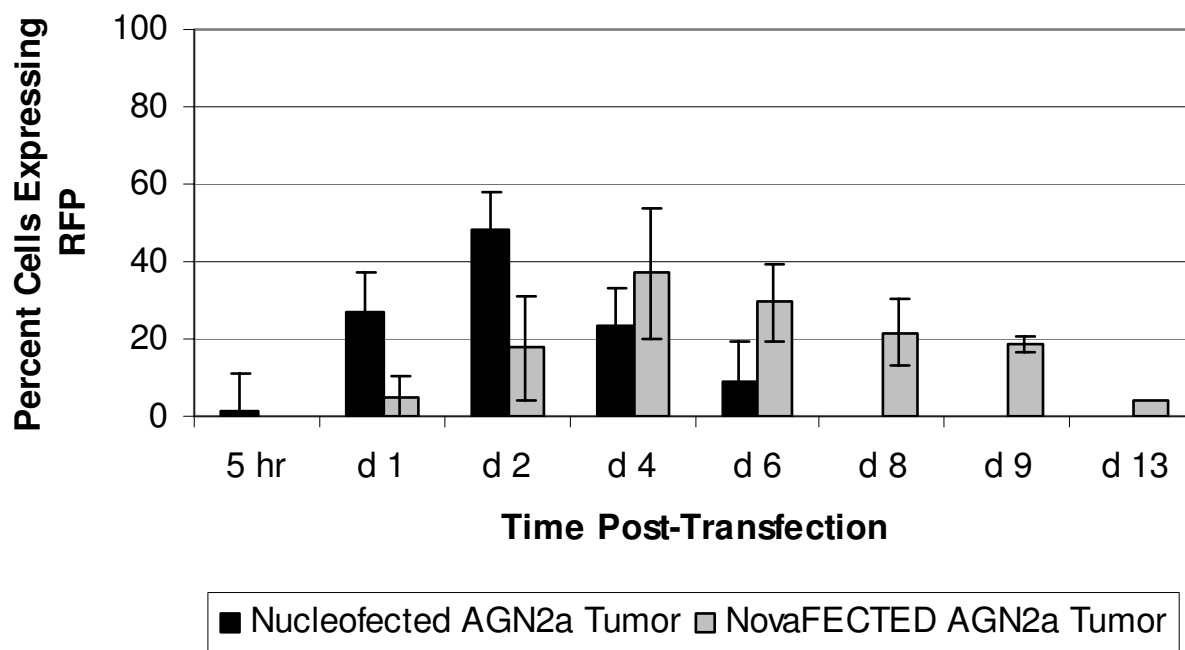 Percent Cells Expressing
RFP
100
80
60
40
20
0
5 hr d 1 d 2 d 4 d 6 d 8 d 9 d 13
Time Post-Transfection
Nucleofected AGN2a Tumor NovaFECTED AGN2a Tumor